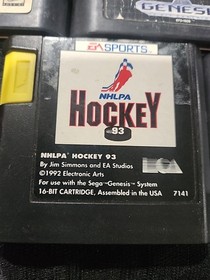 EA SPORTS
GENESIS
NHLPA
HOCKEY
93
NHLPA® HOCKEY 93
By Jim Simmons and EA Studios
©1992 Electronic Arts
For use with the Sega™ Genesis™ System
16-BIT CARTRIDGE, Assembled in the USA 7141